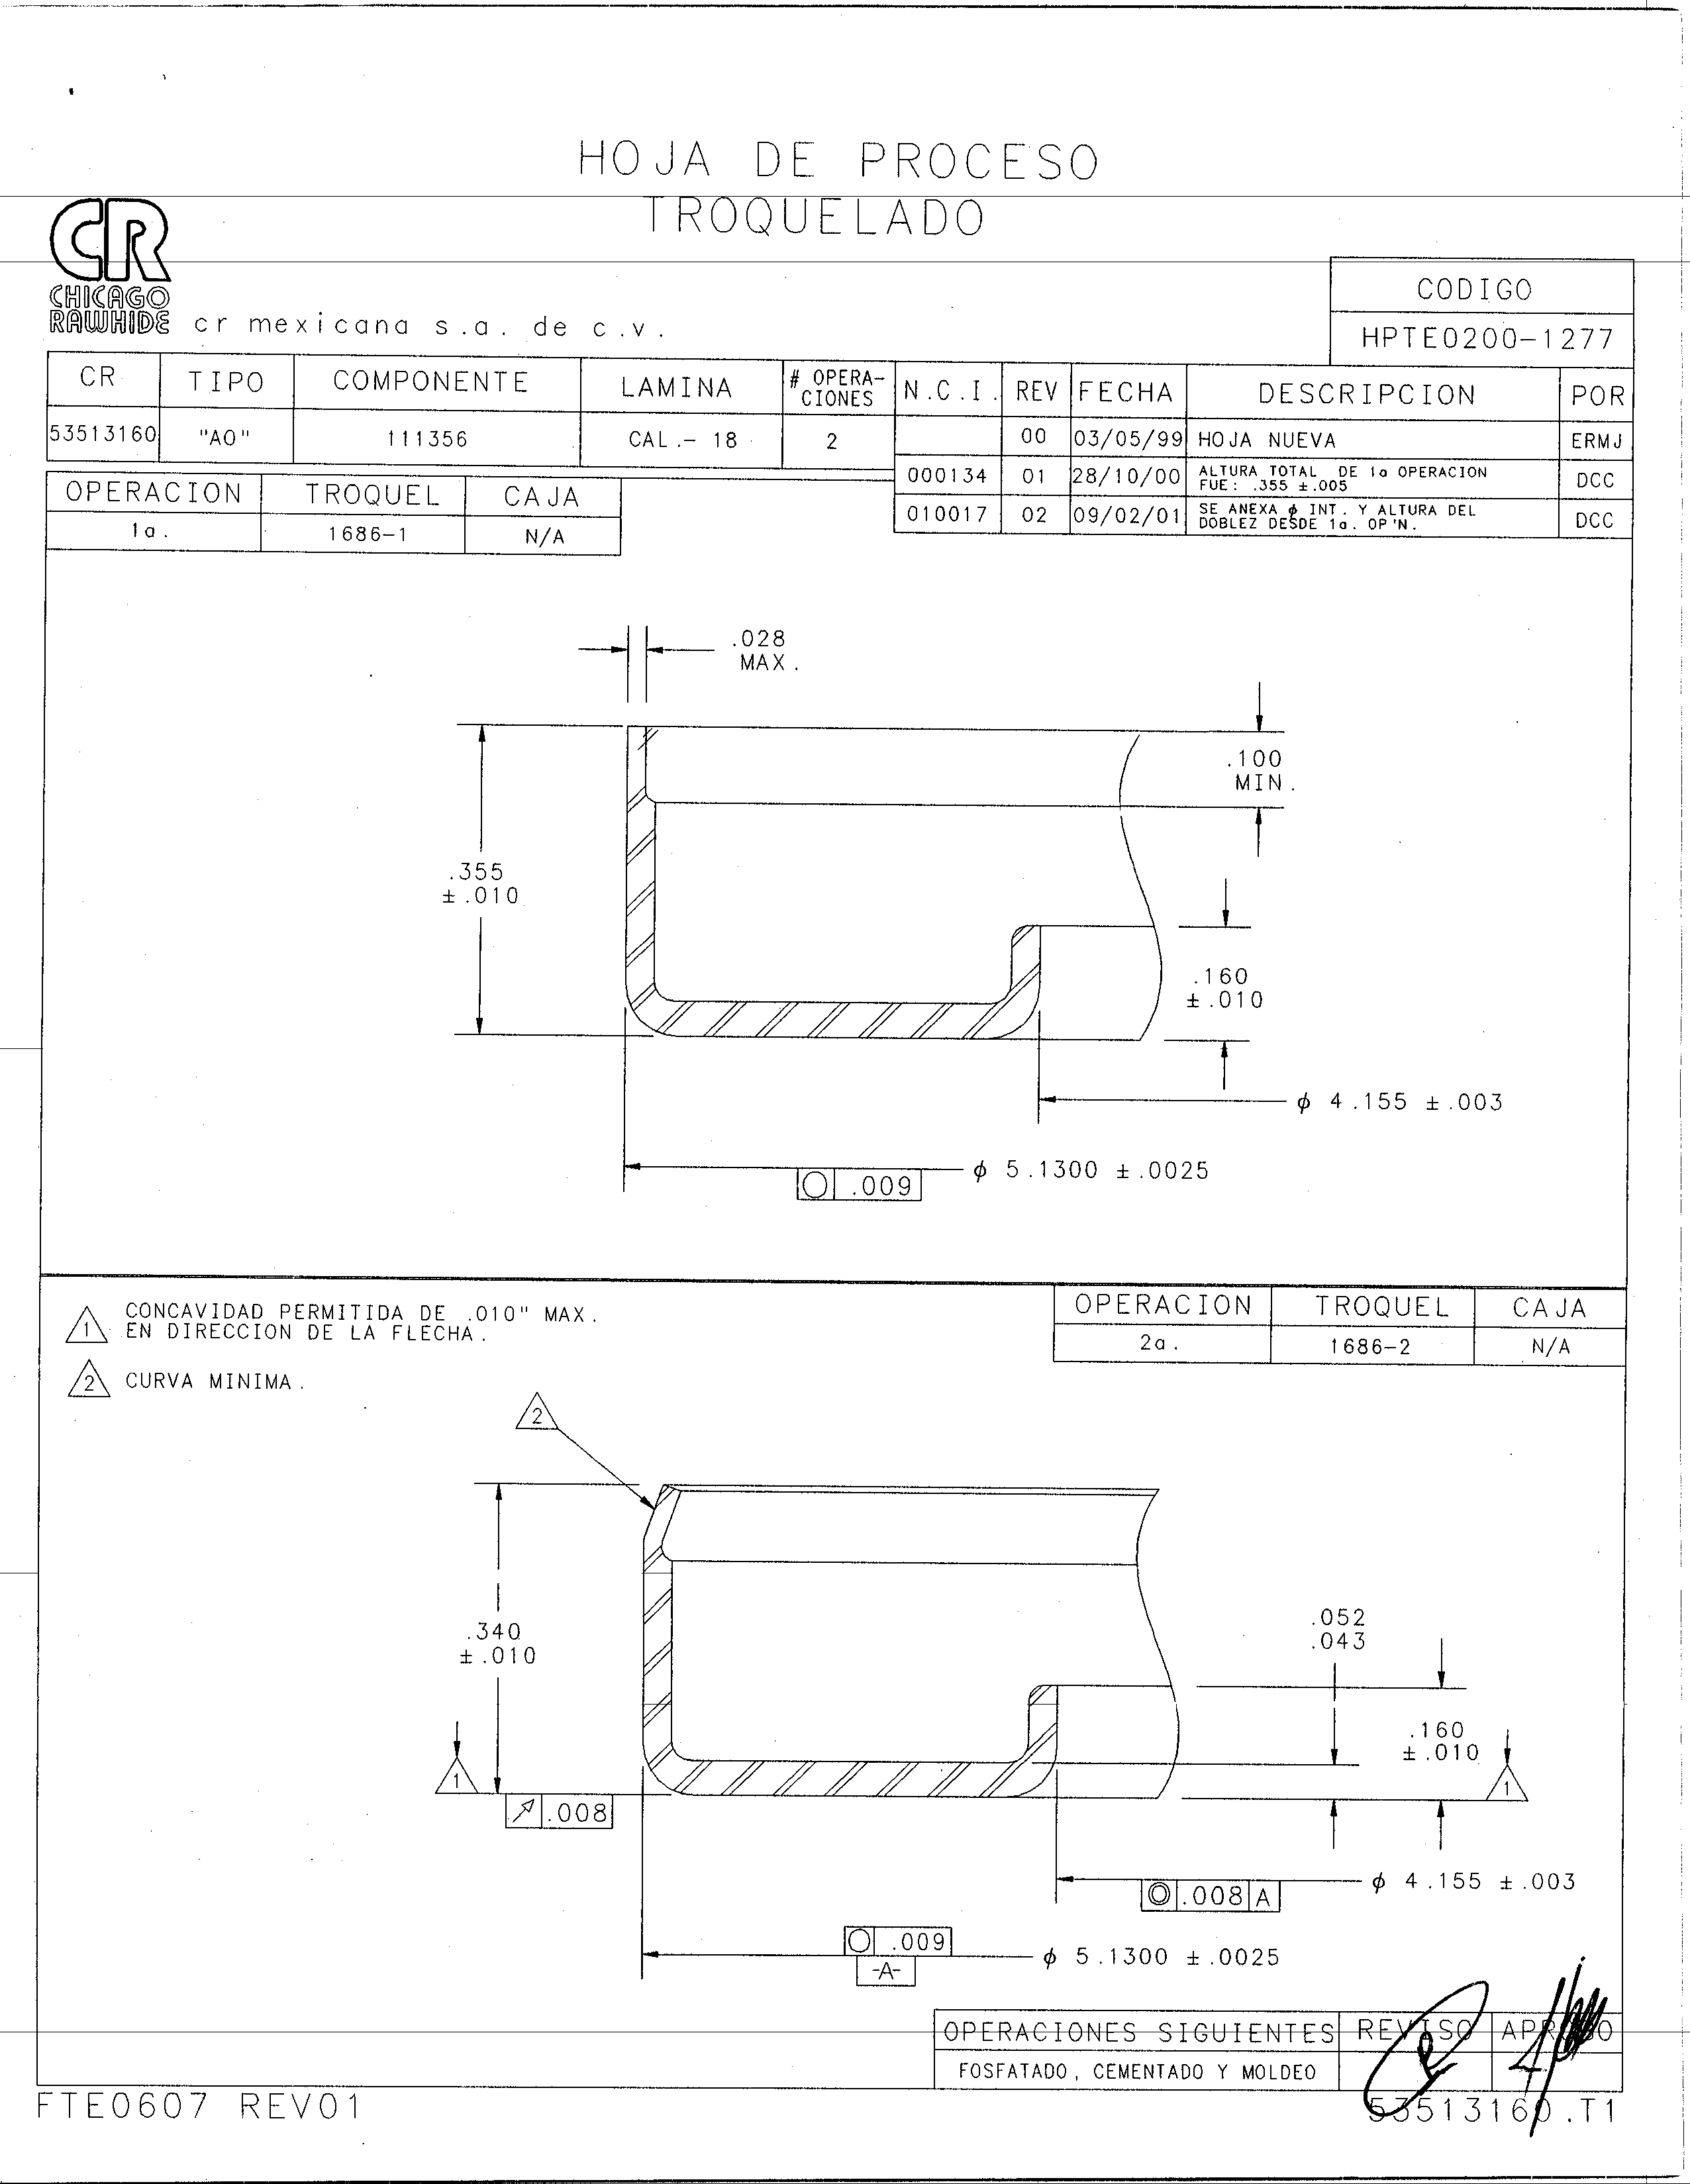 HOJA DE PROCESO
TROQUELADO
CR
CHICAGO
RAWHIDE
cr mexicana s.a. de c.v.
CODIGO
HPTE0200-1277
CR TIPO COMPONENTE LAMINA # OPERA-CIONES N.C.I. REV FECHA DESCRIPCION POR
53513160 "AO" 111356 CAL.- 18 2 00 03/05/99 HOJA NUEVA ERMJ
000134 01 28/10/00 ALTURA TOTAL DE 1a OPERACION
FUE: .355 ±.005 DCC
010017 02 09/02/01 SE ANEXA ϕ INT. Y ALTURA DEL
DOBLEZ DESDE 1a. OP'N. DCC
OPERACION TROQUEL CAJA
1a. 1686-1 N/A
.028
MAX.
.100
MIN.
.355
±.010
.160
±.010
ϕ 4.155 ±.003
ϕ 5.1300 ±.0025
○ .009
1 CONCAVIDAD PERMITIDA DE .010" MAX.
EN DIRECCION DE LA FLECHA.
2 CURVA MINIMA.
OPERACION TROQUEL CAJA
2a. 1686-2 N/A
2
.340
±.010
.052
.043
.160
±.010
1
1
↗ .008
ϕ 4.155 ±.003
◎ .008 A
○ .009
-A-
ϕ 5.1300 ±.0025
OPERACIONES SIGUIENTES REVISO APROBO
FOSFATADO, CEMENTADO Y MOLDEO
FTE0607 REV01
53513160.T1